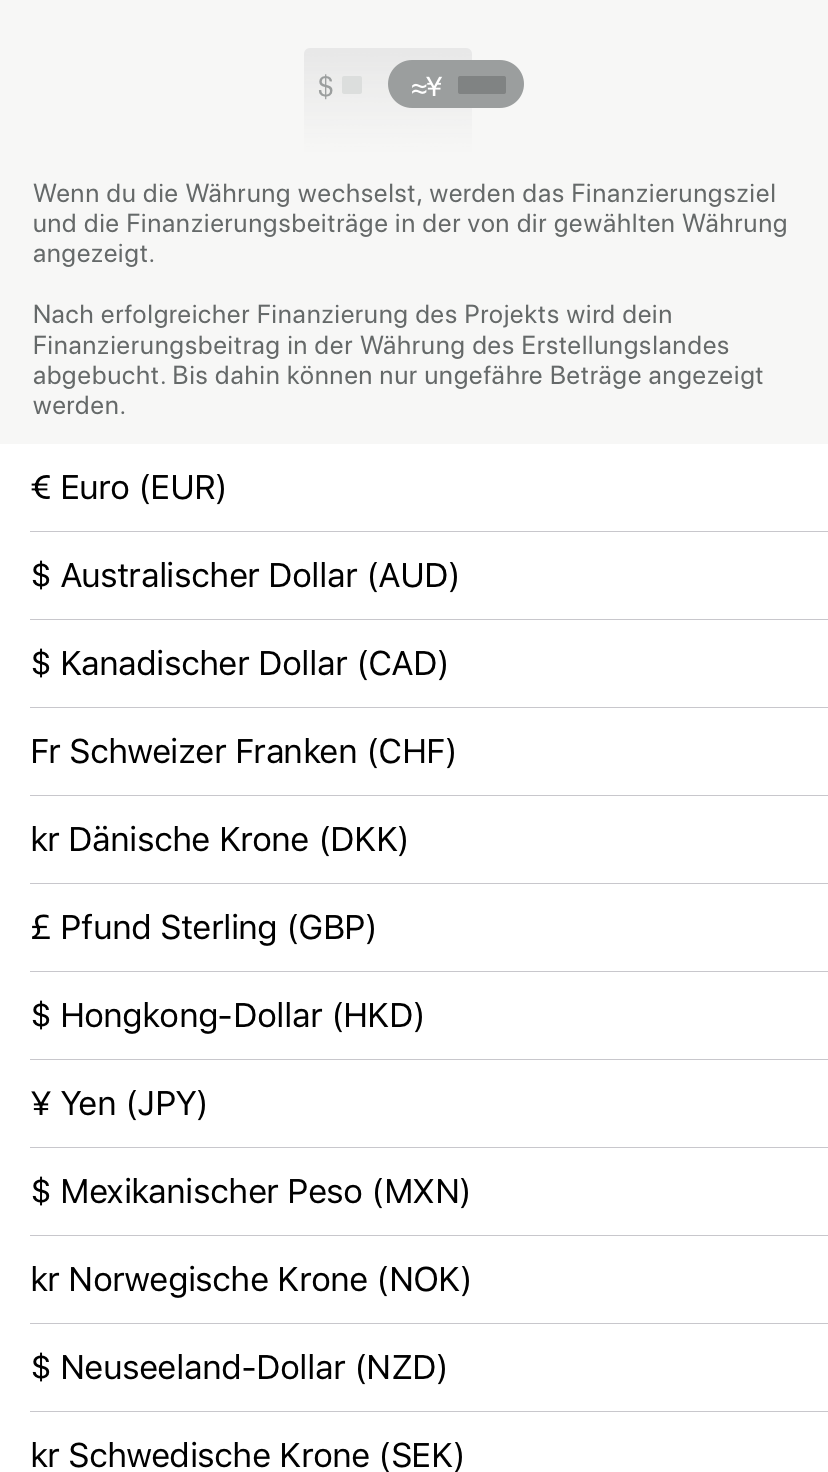 $ ≈¥
Wenn du die Währung wechselst, werden das Finanzierungsziel
und die Finanzierungsbeiträge in der von dir gewählten Währung
angezeigt.
Nach erfolgreicher Finanzierung des Projekts wird dein
Finanzierungsbeitrag in der Währung des Erstellungslandes
abgebucht. Bis dahin können nur ungefähre Beträge angezeigt
werden.
€ Euro (EUR)
$ Australischer Dollar (AUD)
$ Kanadischer Dollar (CAD)
Fr Schweizer Franken (CHF)
kr Dänische Krone (DKK)
£ Pfund Sterling (GBP)
$ Hongkong-Dollar (HKD)
¥ Yen (JPY)
$ Mexikanischer Peso (MXN)
kr Norwegische Krone (NOK)
$ Neuseeland-Dollar (NZD)
kr Schwedische Krone (SEK)